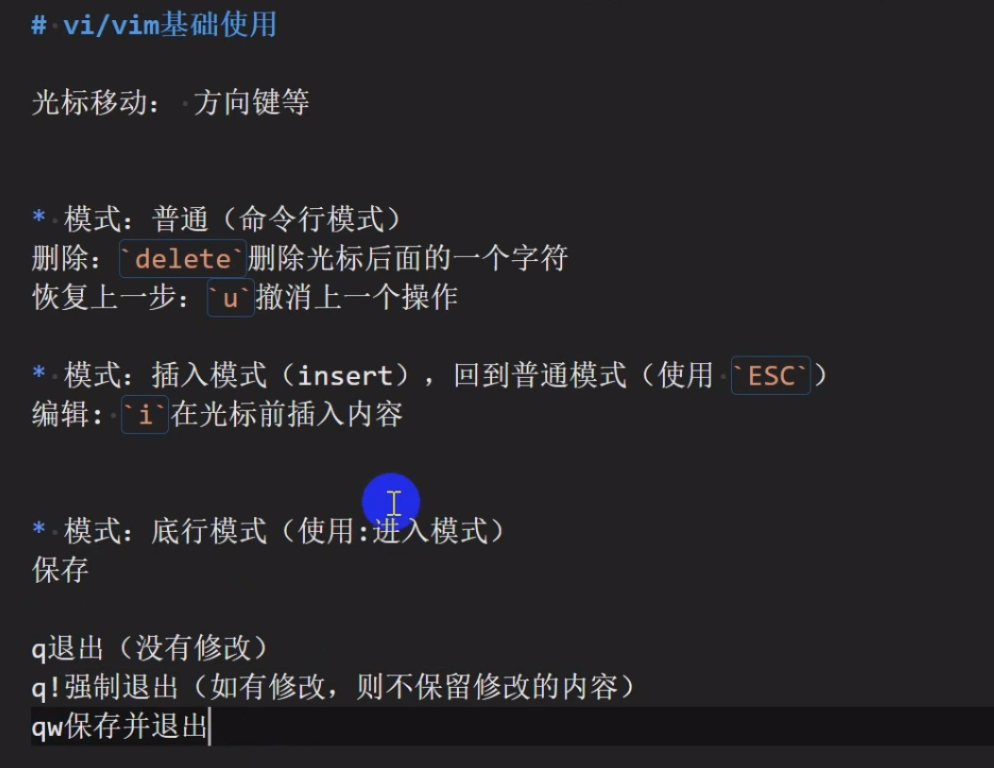 # vi/vim基础使用
光标移动： 方向键等
* 模式：普通（命令行模式）
删除：`delete`删除光标后面的一个字符
恢复上一步：`u`撤消上一个操作
* 模式：插入模式（insert），回到普通模式（使用 `ESC`）
编辑: `i`在光标前插入内容
* 模式：底行模式（使用:进入模式）
保存
q退出（没有修改）
q!强制退出（如有修改，则不保留修改的内容）
qw保存并退出